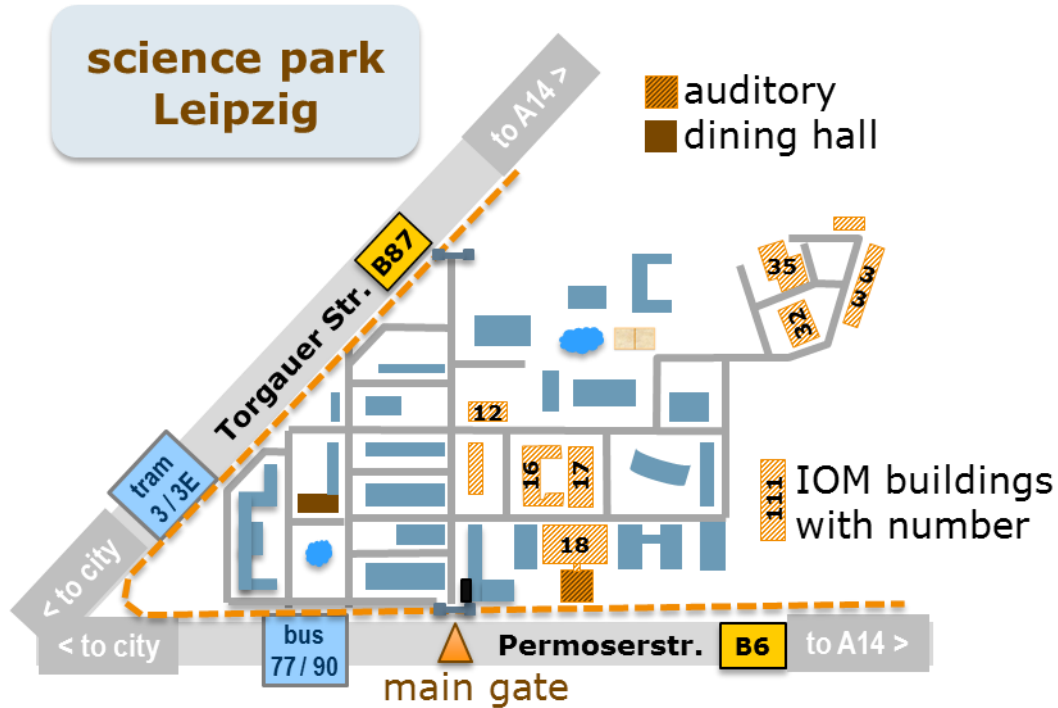 science park
Leipzig
to A14 >
auditory
dining hall
B87
Torgauer Str.
35
3
3
32
12
tram
3 / 3E
16
17
111
IOM buildings
with number
18
< to city
< to city
bus
77 / 90
Permoserstr.
B6
to A14 >
main gate